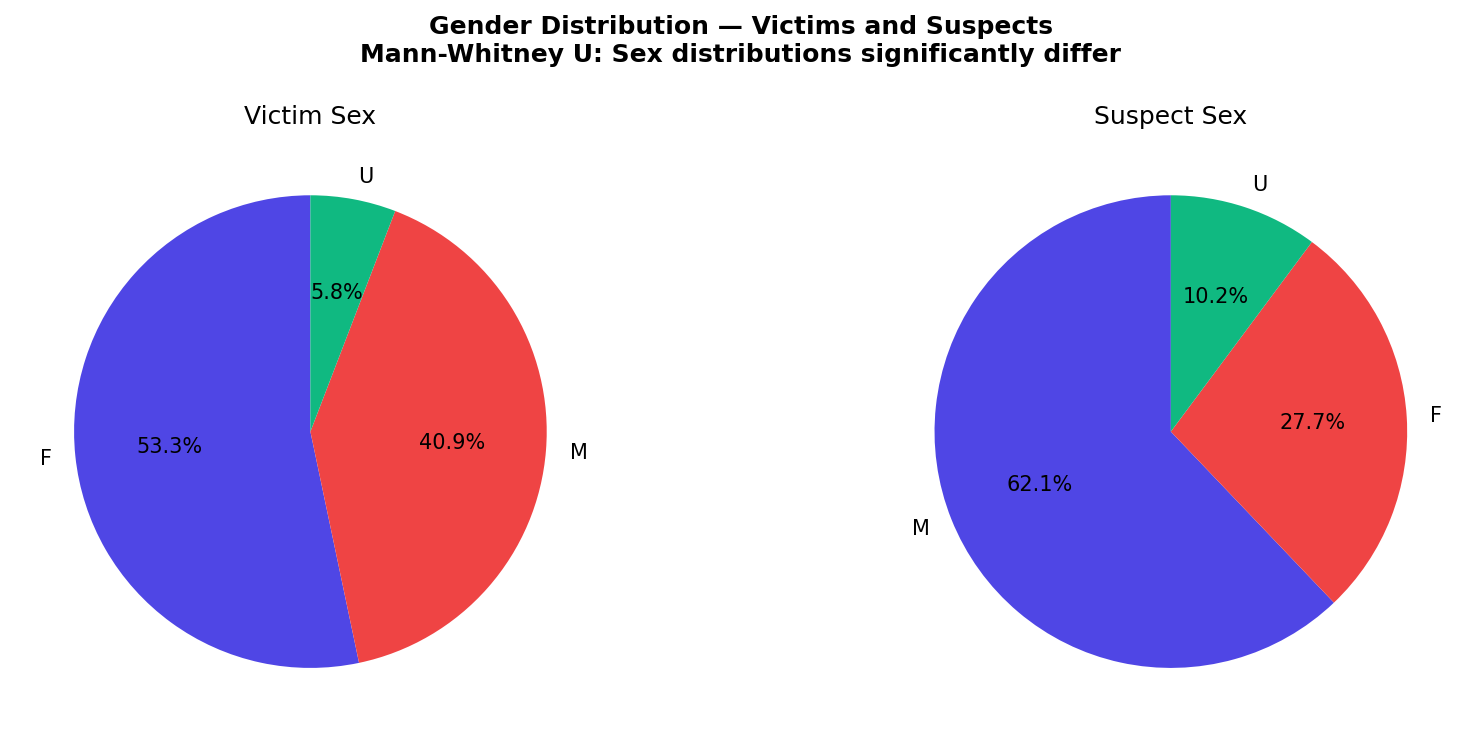 Gender Distribution — Victims and Suspects
Mann-Whitney U: Sex distributions significantly differ
Victim Sex
U
5.8%
53.3%
40.9%
F
M
Suspect Sex
U
10.2%
27.7%
F
62.1%
M